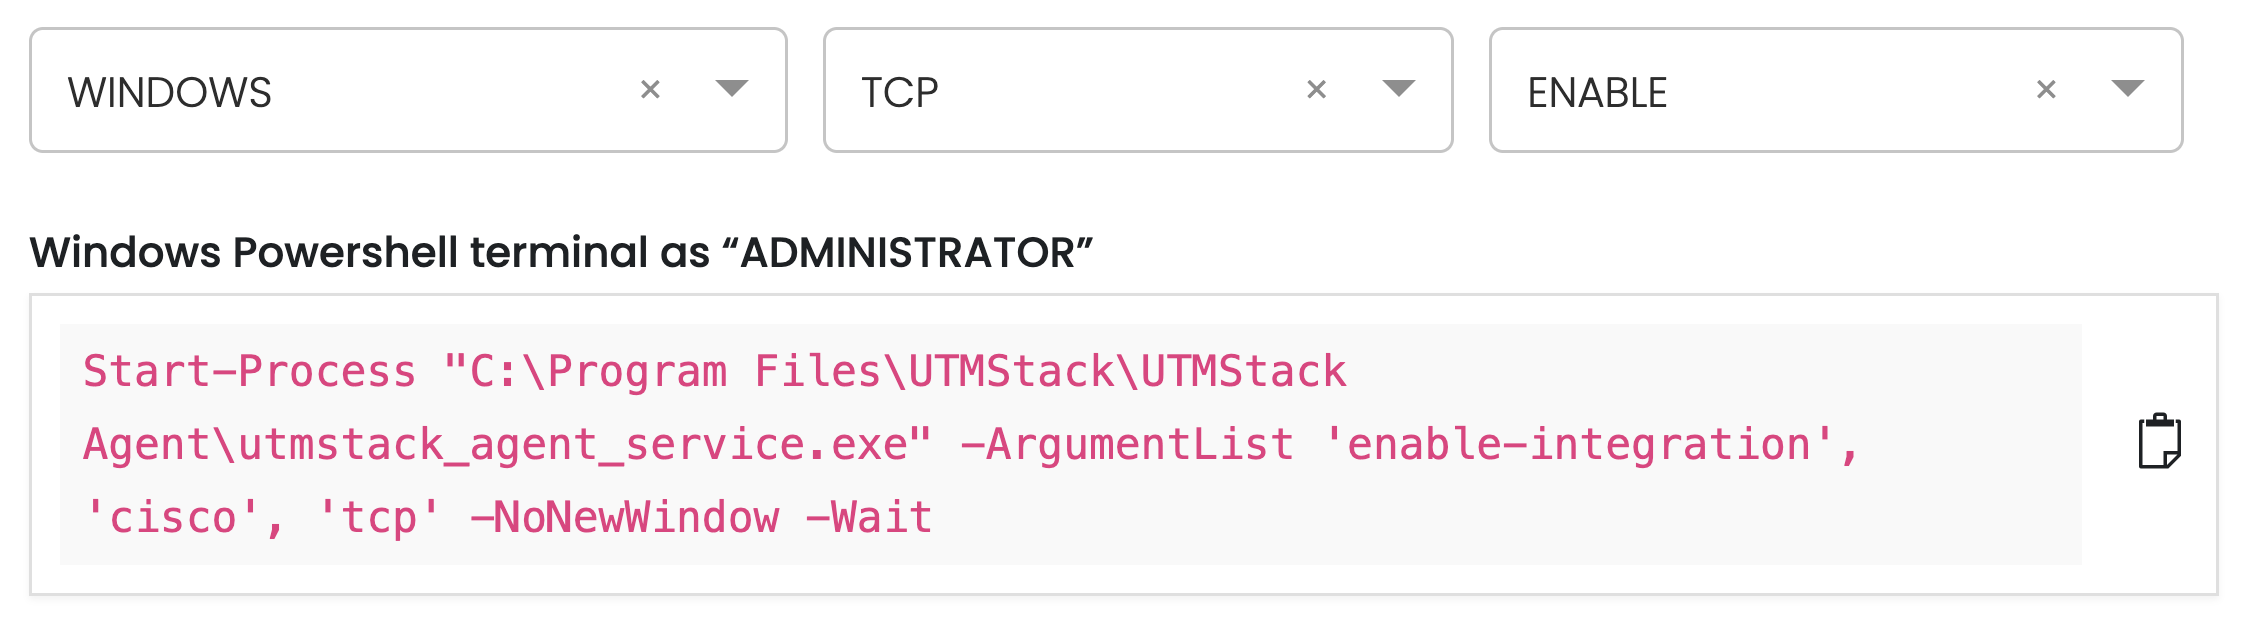 WINDOWS × TCP × ENABLE ×
Windows Powershell terminal as “ADMINISTRATOR”
Start-Process "C:\Program Files\UTMStack\UTMStack
Agent\utmstack_agent_service.exe" -ArgumentList 'enable-integration',
'cisco', 'tcp' -NoNewWindow -Wait